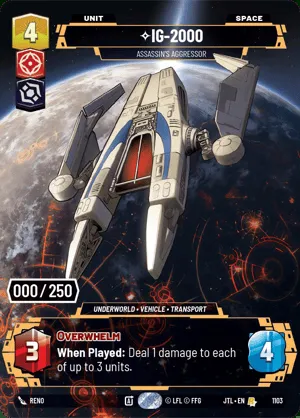 UNIT
SPACE
4
✧IG-2000
ASSASSIN'S AGGRESSOR
000/250
UNDERWORLD • VEHICLE • TRANSPORT
3
OVERWHELM
When Played: Deal 1 damage to each
of up to 3 units.
4
RENO
© LFL © FFG
JTL • EN
1103